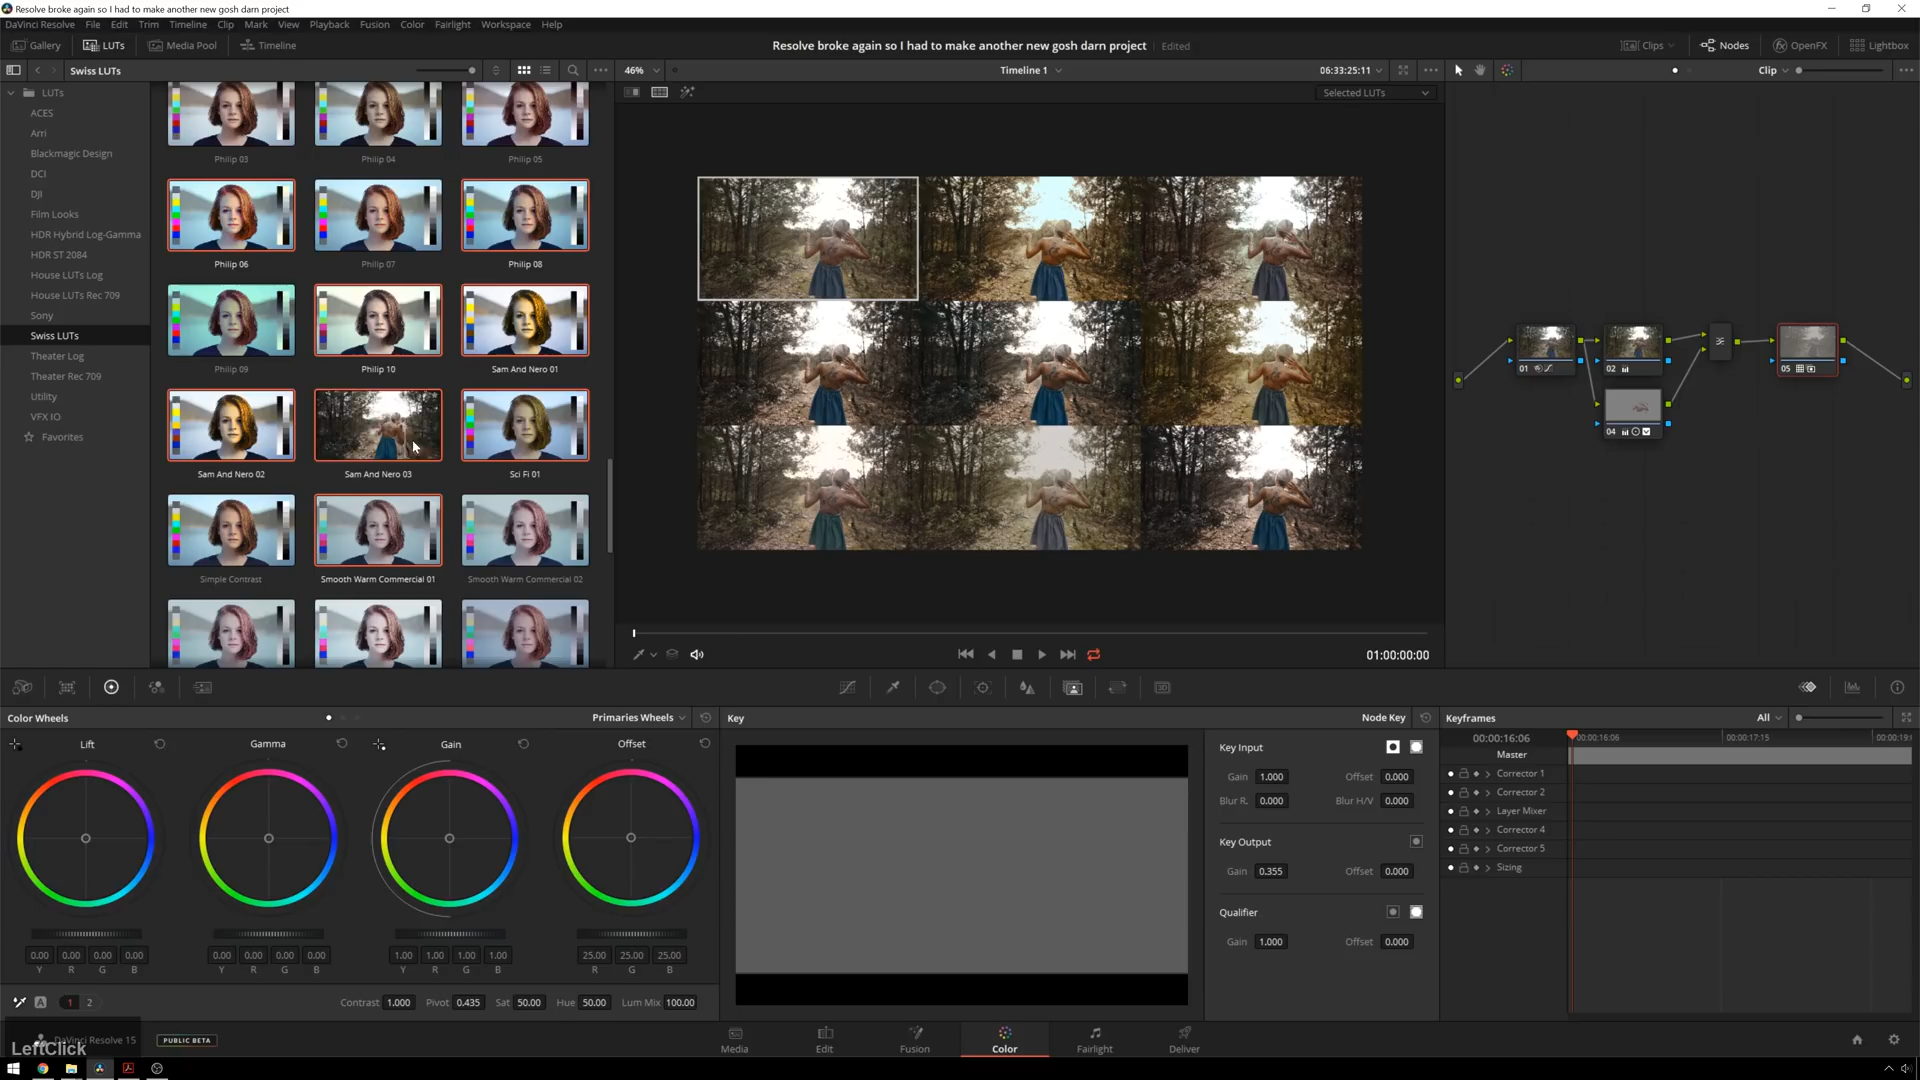 Resolve broke again so I had to make another new gosh darn project
DaVinci Resolve File Edit Trim Timeline Clip Mark View Playback Fusion Color Fairlight Workspace Help
Gallery LUTs Media Pool Timeline
Resolve broke again so I had to make another new gosh darn project Edited
Clips Nodes OpenFX Lightbox
Swiss LUTs
46% Timeline 1 06:33:25:11
Clip
Selected LUTs
LUTs
ACES
Arri
Blackmagic Design
DCI
DJI
Film Looks
HDR Hybrid Log-Gamma
HDR ST 2084
House LUTs Log
House LUTs Rec 709
Sony
Swiss LUTs
Theater Log
Theater Rec 709
Utility
VFX IO
Favorites
Philip 03 Philip 04 Philip 05
Philip 06 Philip 07 Philip 08
Philip 09 Philip 10 Sam And Nero 01
Sam And Nero 02 Sam And Nero 03 Sci Fi 01
Simple Contrast Smooth Warm Commercial 01 Smooth Warm Commercial 02
01 02 05
04
01:00:00:00
Color Wheels Primaries Wheels
Lift Gamma Gain Offset
0.00 0.00 0.00 0.00 0.00 0.00 0.00 0.00 1.00 1.00 1.00 1.00 25.00 25.00 25.00
Y R G B Y R G B Y R G B R G B
A 1 2 Contrast 1.000 Pivot 0.435 Sat 50.00 Hue 50.00 Lum Mix 100.00
Key Node Key
Key Input
Gain 1.000 Offset 0.000
Blur R. 0.000 Blur H/V 0.000
Key Output
Gain 0.355 Offset 0.000
Qualifier
Gain 1.000 Offset 0.000
Keyframes All
00:00:16:06 00:00:16:06 00:00:17:15
Master
Corrector 1
Corrector 2
Layer Mixer
Corrector 4
Corrector 5
Sizing
DaVinci Resolve 15 PUBLIC BETA
LeftClick
Media Edit Fusion Color Fairlight Deliver